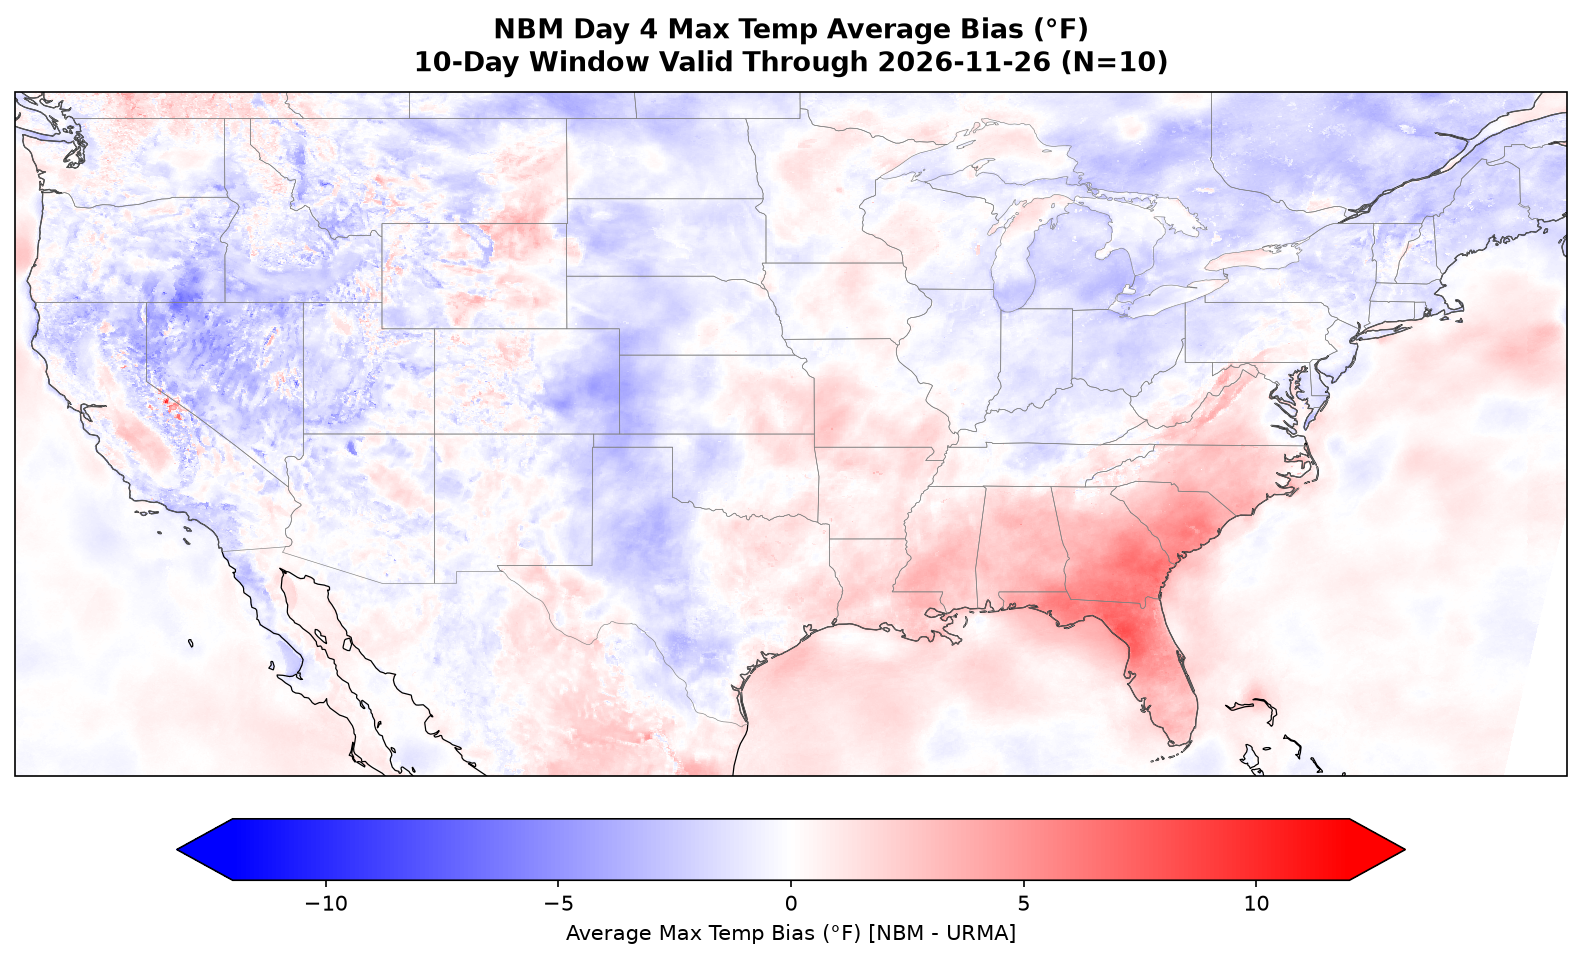 NBM Day 4 Max Temp Average Bias (°F)
10-Day Window Valid Through 2026-11-26 (N=10)
−10 −5 0 5 10
Average Max Temp Bias (°F) [NBM - URMA]